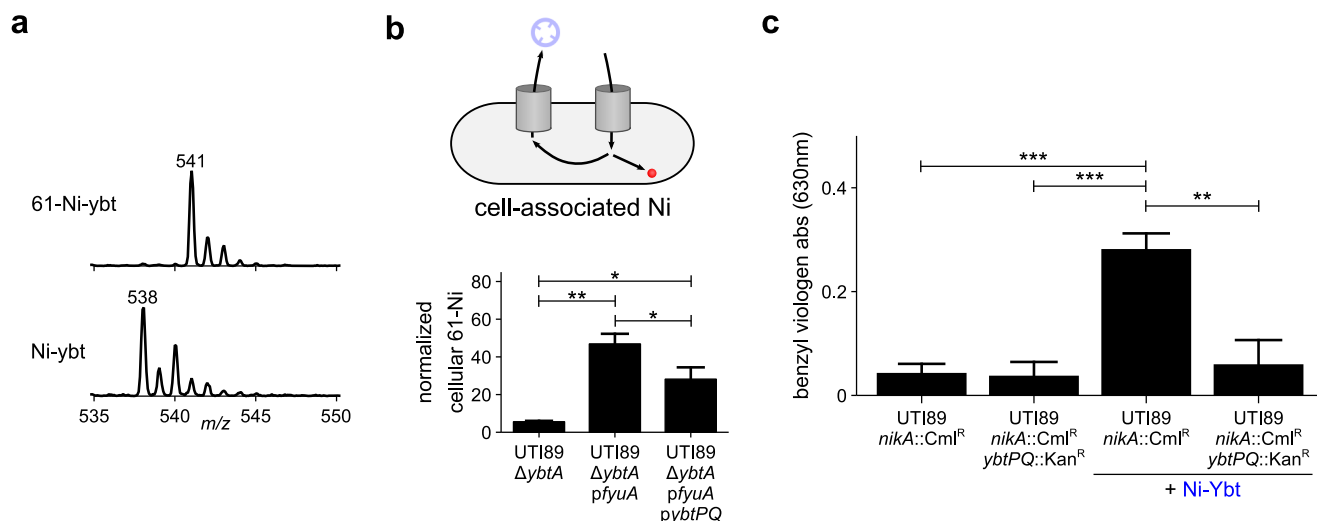 a
541
61-Ni-ybt
538
Ni-ybt
535 540 545 550
m/z
b
cell-associated Ni
normalized
cellular 61-Ni
80
60
40
20
0
*
**
*
UTI89
ΔybtA
UTI89
ΔybtA
pfyuA
UTI89
ΔybtA
pfyuA
pybtPQ
c
benzyl viologen abs (630nm)
0.4
0.2
0
***
***
**
UTI89
nikA::Cmlᴿ
UTI89
nikA::Cmlᴿ
ybtPQ::Kanᴿ
UTI89
nikA::Cmlᴿ
UTI89
nikA::Cmlᴿ
ybtPQ::Kanᴿ
+ Ni-Ybt